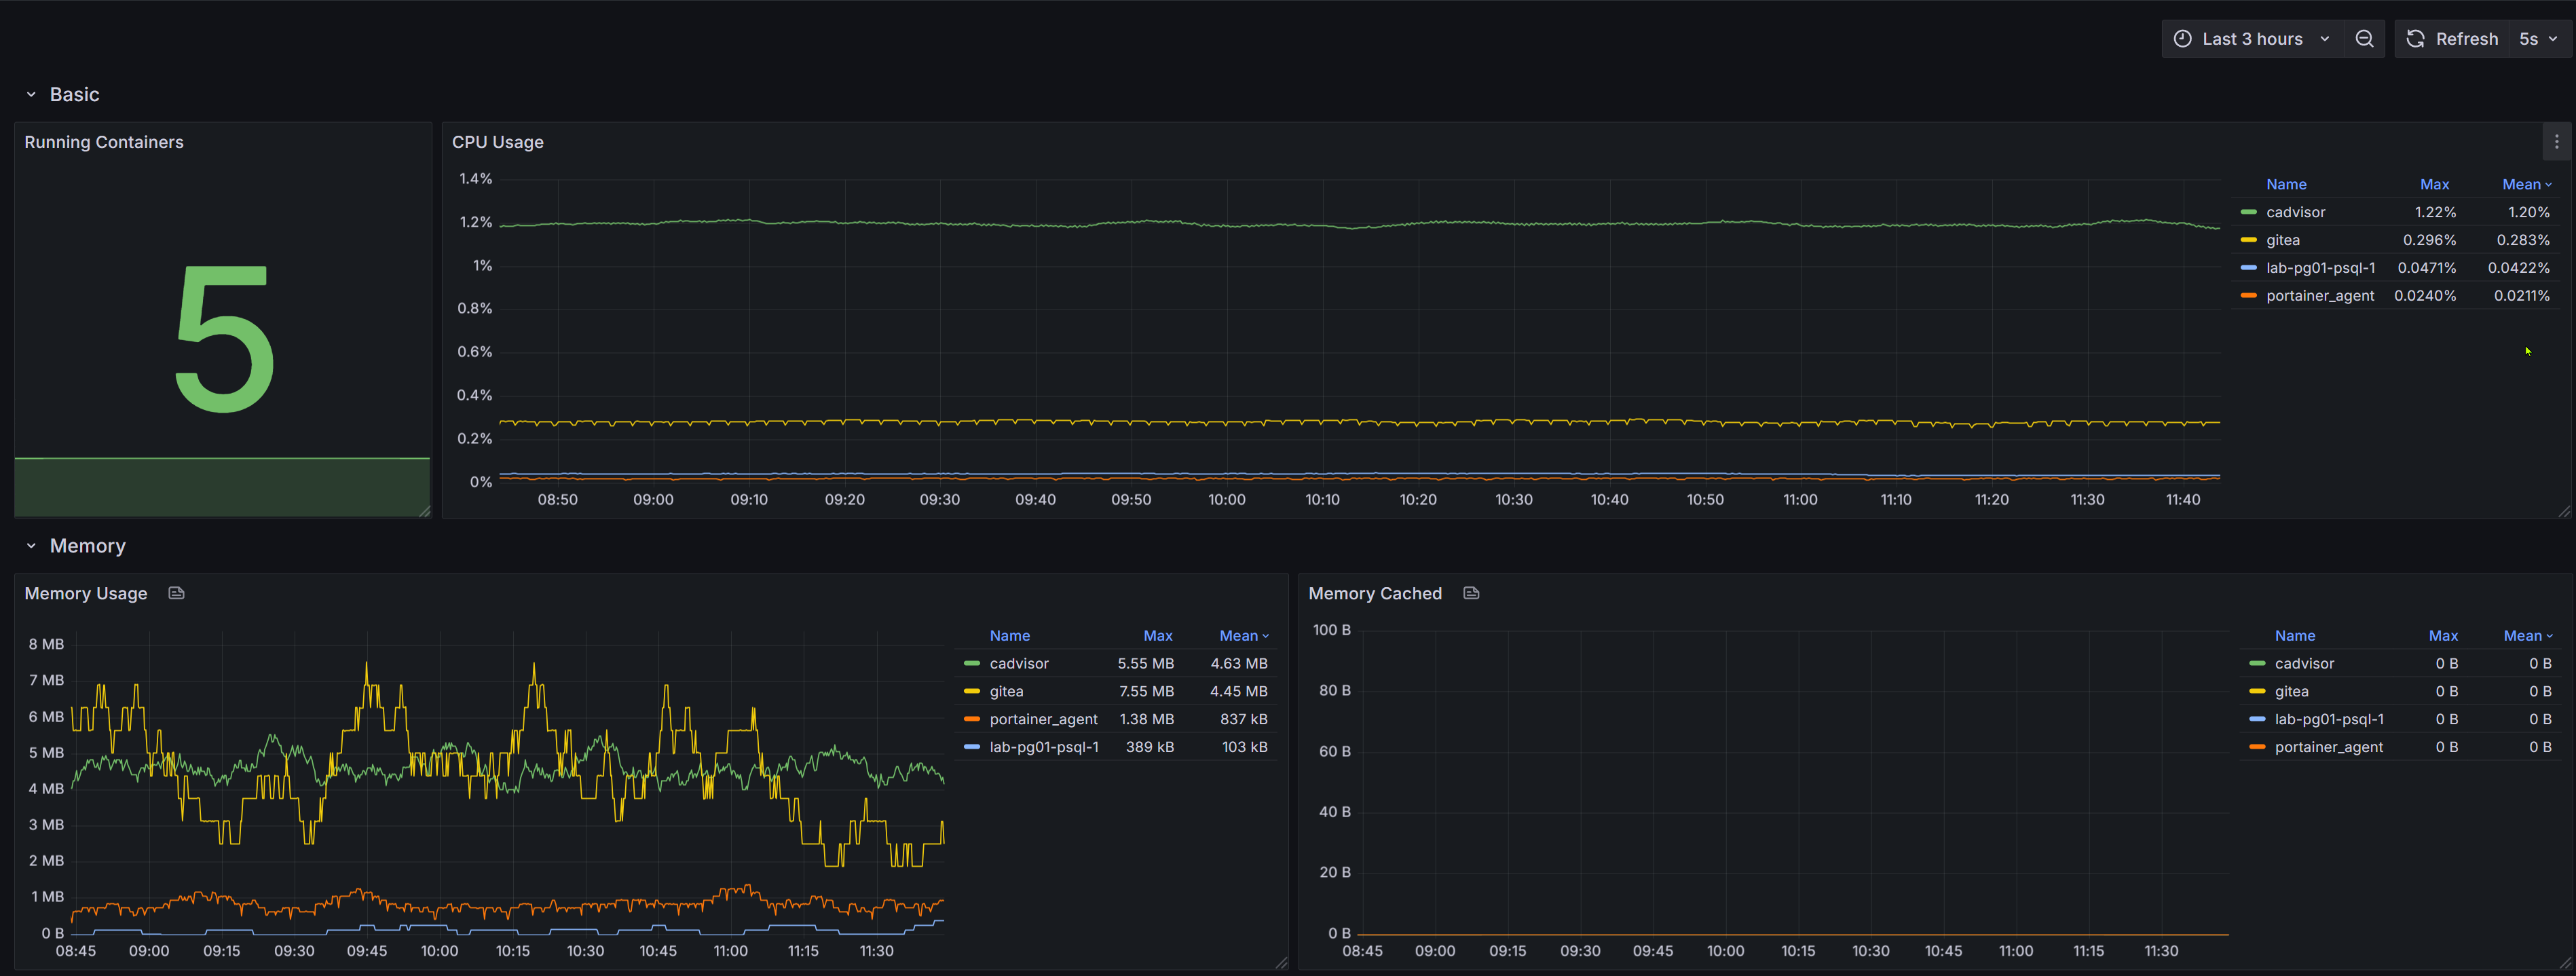 Last 3 hours
Refresh 5s
Basic
Running Containers
5
CPU Usage
1.4%
1.2%
1%
0.8%
0.6%
0.4%
0.2%
0%
08:50 09:00 09:10 09:20 09:30 09:40 09:50 10:00 10:10 10:20 10:30 10:40 10:50 11:00 11:10 11:20 11:30 11:40
Name Max Mean
cadvisor 1.22% 1.20%
gitea 0.296% 0.283%
lab-pg01-psql-1 0.0471% 0.0422%
portainer_agent 0.0240% 0.0211%
Memory
Memory Usage
8 MB
7 MB
6 MB
5 MB
4 MB
3 MB
2 MB
1 MB
0 B
08:45 09:00 09:15 09:30 09:45 10:00 10:15 10:30 10:45 11:00 11:15 11:30
Name Max Mean
cadvisor 5.55 MB 4.63 MB
gitea 7.55 MB 4.45 MB
portainer_agent 1.38 MB 837 kB
lab-pg01-psql-1 389 kB 103 kB
Memory Cached
100 B
80 B
60 B
40 B
20 B
0 B
08:45 09:00 09:15 09:30 09:45 10:00 10:15 10:30 10:45 11:00 11:15 11:30
Name Max Mean
cadvisor 0 B 0 B
gitea 0 B 0 B
lab-pg01-psql-1 0 B 0 B
portainer_agent 0 B 0 B